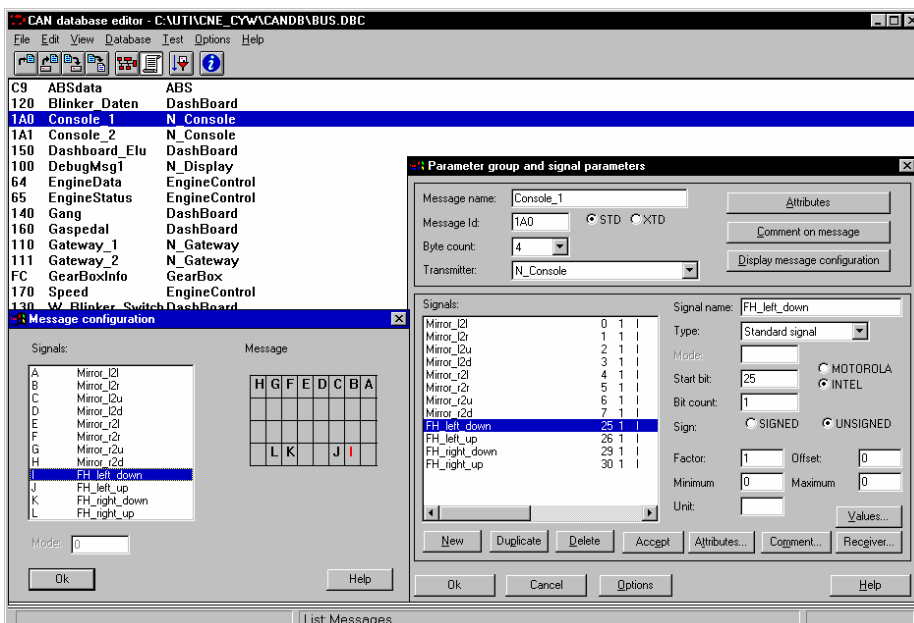 CAN database editor - C:\UTI\CNE_CYW\CANDB\BUS.DBC
File Edit View Database Test Options Help
C9 ABSdata ABS
120 Blinker_Daten DashBoard
1A0 Console_1 N_Console
1A1 Console_2 N_Console
150 Dashboard_Elu DashBoard
100 DebugMsg1 N_Display
64 EngineData EngineControl
65 EngineStatus EngineControl
140 Gang DashBoard
160 Gaspedal DashBoard
110 Gateway_1 N_Gateway
111 Gateway_2 N_Gateway
FC GearBoxInfo GearBox
170 Speed EngineControl
130 W_Blinker_Switch DashBoard
Message configuration
Signals:
Message
A Mirror_l2l
B Mirror_l2r
C Mirror_l2u
D Mirror_l2d
E Mirror_r2l
F Mirror_r2r
G Mirror_r2u
H Mirror_r2d
I FH_left_down
J FH_left_up
K FH_right_down
L FH_right_up
H G F E D C B A
L K J I
Mode: 0
Ok Help
Parameter group and signal parameters
Message name: Console_1
Message Id: 1A0 STD XTD
Byte count: 4
Transmitter: N_Console
Attributes
Comment on message
Display message configuration
Signals:
Mirror_l2l 0 1 I
Mirror_l2r 1 1 I
Mirror_l2u 2 1 I
Mirror_l2d 3 1 I
Mirror_r2l 4 1 I
Mirror_r2r 5 1 I
Mirror_r2u 6 1 I
Mirror_r2d 7 1 I
FH_left_down 25 1 I
FH_left_up 26 1 I
FH_right_down 29 1 I
FH_right_up 30 1 I
Signal name: FH_left_down
Type: Standard signal
Mode:
Start bit: 25
MOTOROLA
INTEL
Bit count: 1
Sign: SIGNED UNSIGNED
Factor: 1 Offset: 0
Minimum 0 Maximum 0
Unit:
Values...
New Duplicate Delete Accept Attributes... Comment... Receiver...
Ok Cancel Options Help
List: Messages